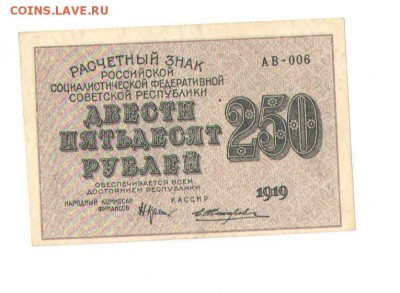 COINS.LAVE.RU
РАСЧЕТНЫЙ ЗНАК
РОССИЙСКОЙ
СОЦИАЛИСТИЧЕСКОЙ ФЕДЕРАТИВНОЙ
СОВЕТСКОЙ РЕСПУБЛИКИ
ДВЕСТИ
ПЯТЬДЕСЯТ
РУБЛЕЙ
ОБЕСПЕЧИВАЕТСЯ ВСЕМ
ДОСТОЯНИЕМ РЕСПУБЛИКИ
НАРОДНЫЙ КОМИССАР
ФИНАНСОВ
КАССИР
АВ-006
250
1919